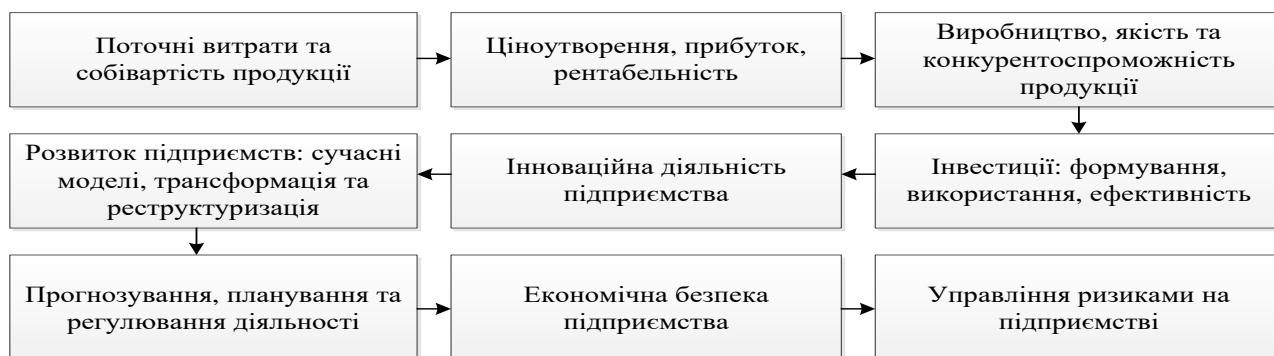 Поточні витрати та
собівартість продукції
Ціноутворення, прибуток,
рентабельність
Виробництво, якість та
конкурентоспроможність
продукції
Розвиток підприємств: сучасні
моделі, трансформація та
реструктуризація
Інноваційна діяльність
підприємства
Інвестиції: формування,
використання, ефективність
Прогнозування, планування та
регулювання діяльності
Економічна безпека
підприємства
Управління ризиками на
підприємстві